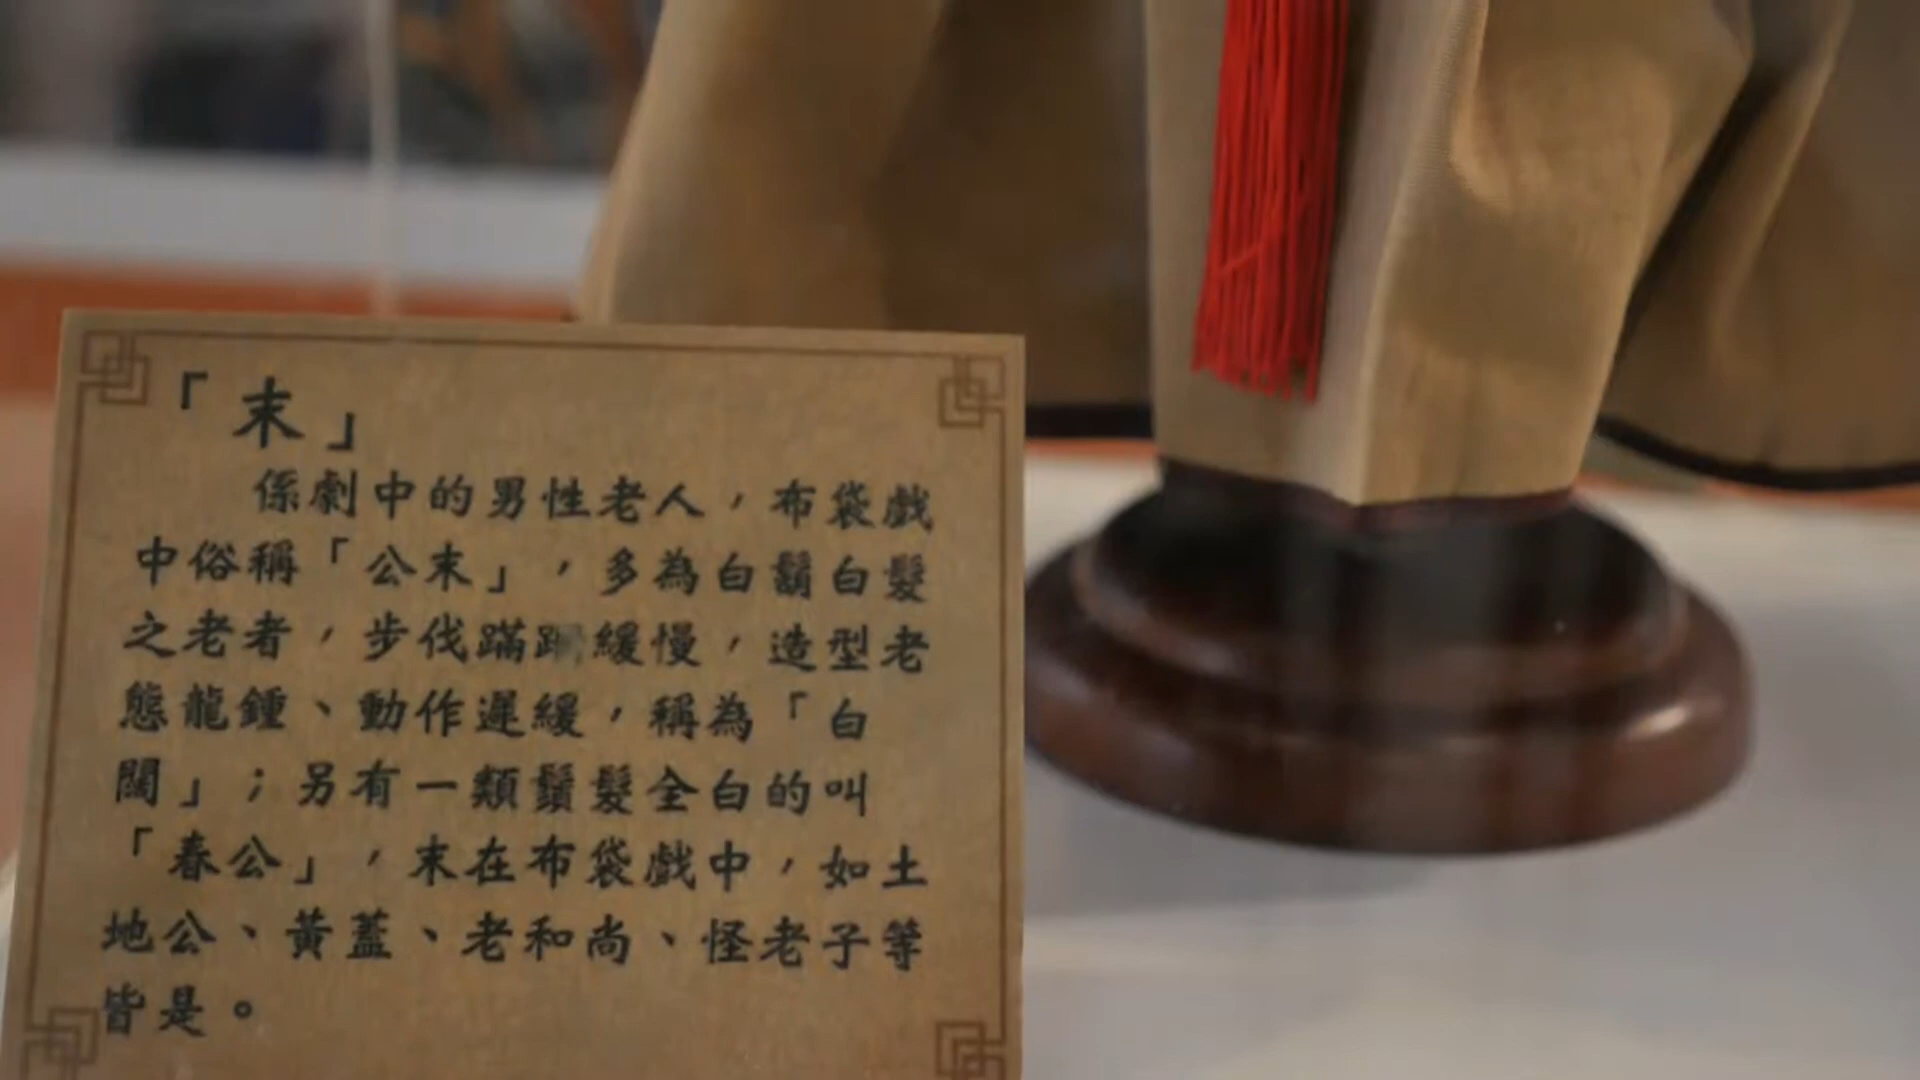 「末」
係劇中的男性老人，布袋戲
中俗稱「公末」，多為白鬚白髮
之老者，步伐蹣緩慢，造型老
態龍鍾、動作遲緩，稱為「白
闊」；另有一類鬚髮全白的叫
「春公」，末在布袋戲中，如土
地公、黃蓋、老和尚、怪老子等
皆是。